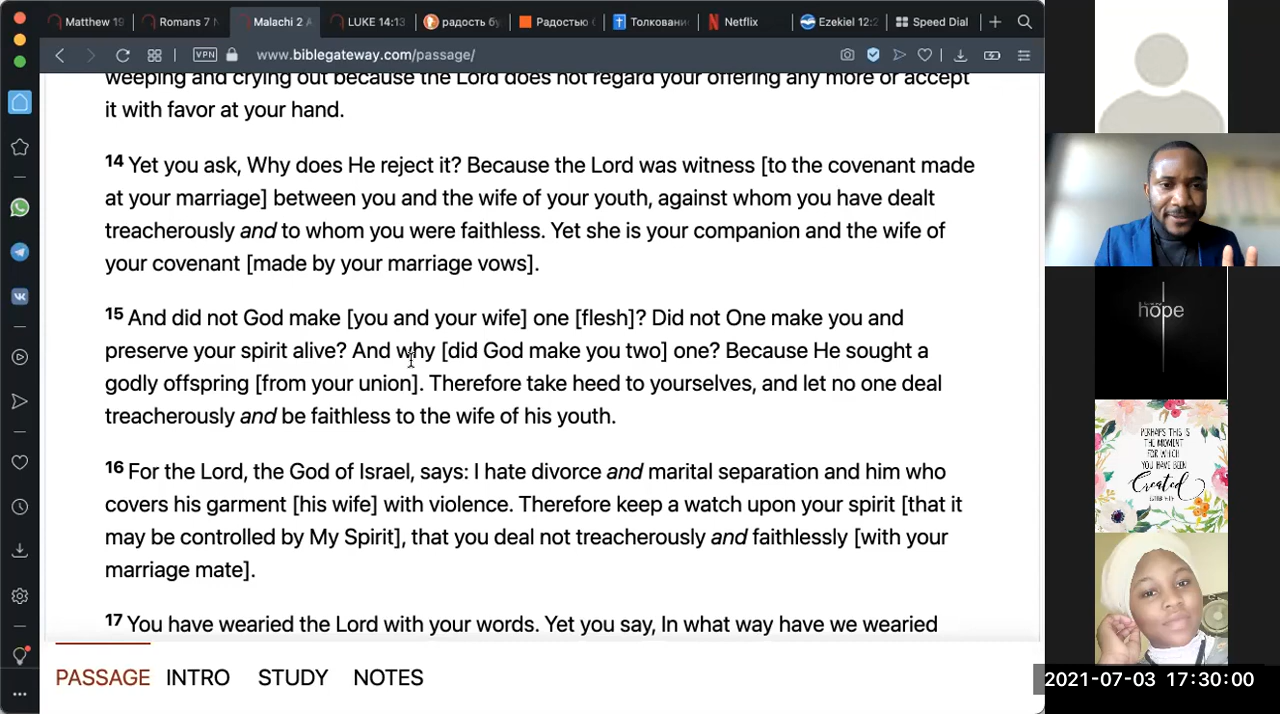 Matthew 19
Romans 7 N
Malachi 2 A
LUKE 14:13
радость бу
Радостью
Толковани
Netflix
Ezekiel 12:2
Speed Dial
VPN
www.biblegateway.com/passage/
weeping and crying out because the Lord does not regard your offering any more or accept
it with favor at your hand.
14 Yet you ask, Why does He reject it? Because the Lord was witness [to the covenant made
at your marriage] between you and the wife of your youth, against whom you have dealt
treacherously and to whom you were faithless. Yet she is your companion and the wife of
your covenant [made by your marriage vows].
15 And did not God make [you and your wife] one [flesh]? Did not One make you and
preserve your spirit alive? And why [did God make you two] one? Because He sought a
godly offspring [from your union]. Therefore take heed to yourselves, and let no one deal
treacherously and be faithless to the wife of his youth.
16 For the Lord, the God of Israel, says: I hate divorce and marital separation and him who
covers his garment [his wife] with violence. Therefore keep a watch upon your spirit [that it
may be controlled by My Spirit], that you deal not treacherously and faithlessly [with your
marriage mate].
17 You have wearied the Lord with your words. Yet you say, In what way have we wearied
PASSAGE INTRO STUDY NOTES
hope
PERHAPS THIS IS
THE MOMENT
FOR WHICH
YOU HAVE BEEN
Created
2021-07-03 17:30:00